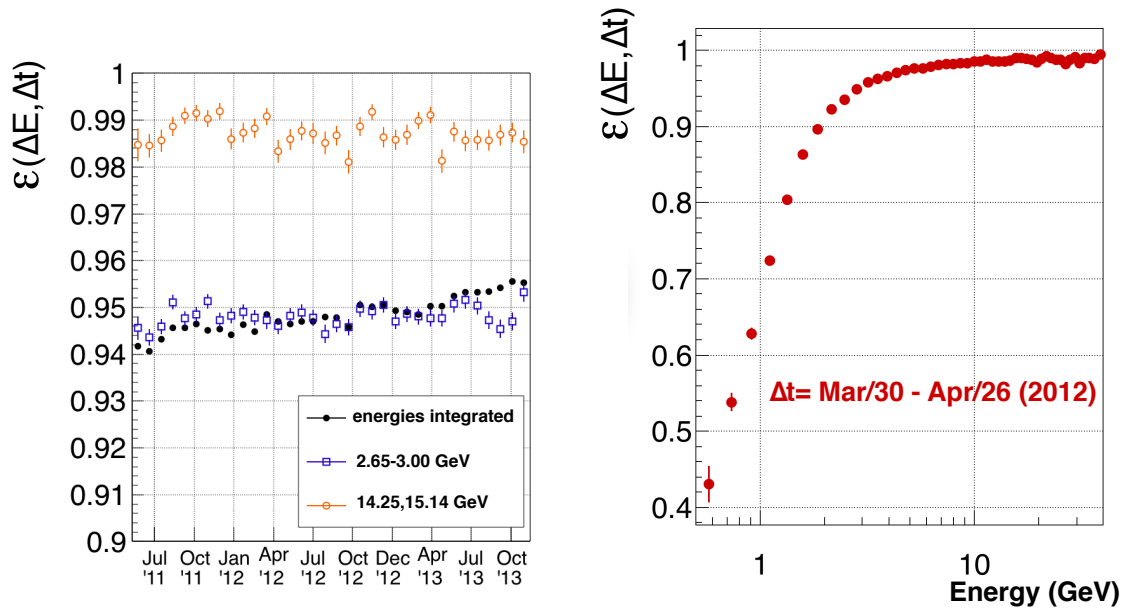 ε(ΔE, Δt)
1
0.99
0.98
0.97
0.96
0.95
0.94
0.93
0.92
0.91
0.9
energies integrated
2.65-3.00 GeV
14.25,15.14 GeV
Jul Oct Jan Apr Jul Oct Dec Apr Jul Oct
'11 '11 '12 '12 '12 '12 '12 '13 '13 '13
ε(ΔE, Δt)
1
0.9
0.8
0.7
0.6
0.5
0.4
Δt= Mar/30 - Apr/26 (2012)
1 10
Energy (GeV)